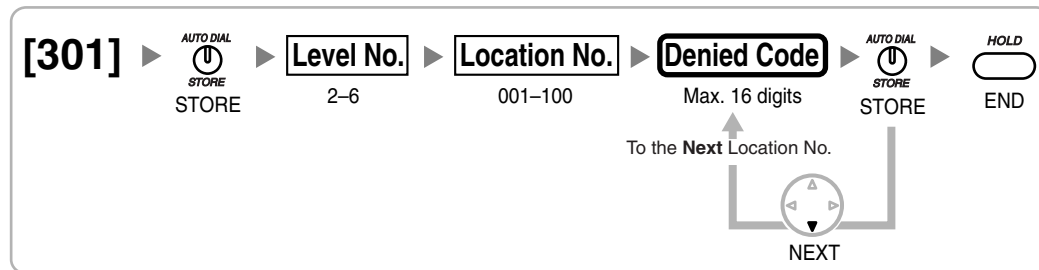 [301] AUTO DIAL STORE STORE Level No. 2–6 Location No. 001–100 Denied Code Max. 16 digits AUTO DIAL STORE STORE HOLD END
To the Next Location No.
NEXT